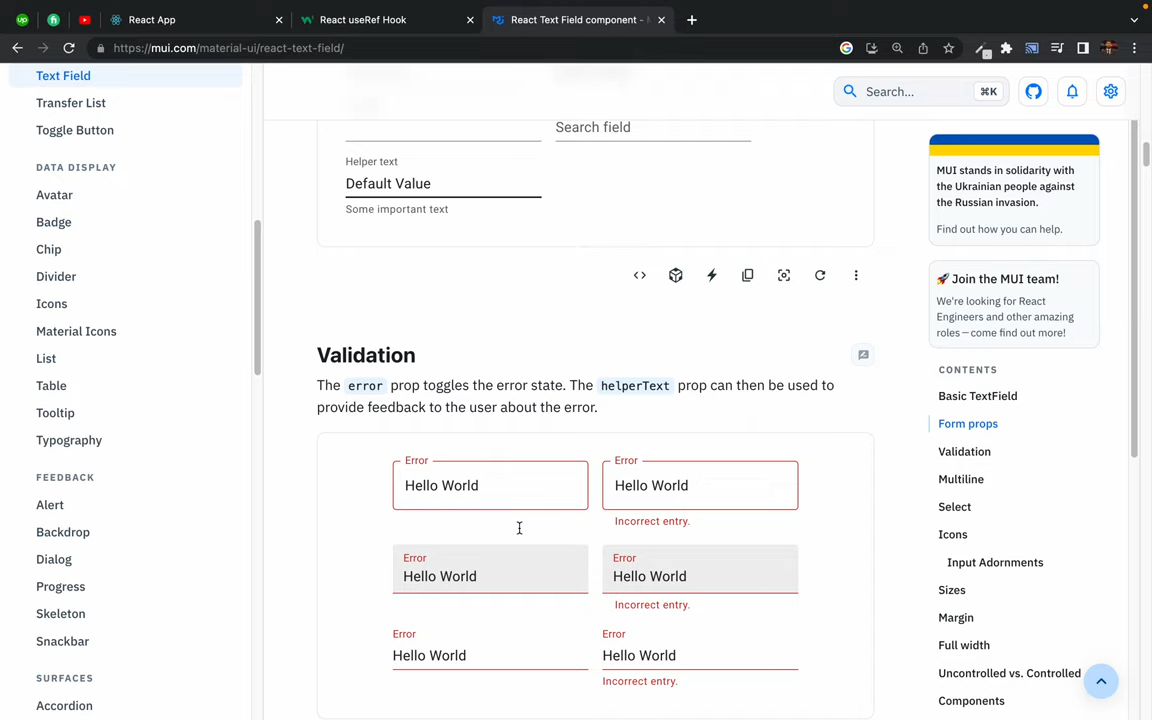 React App
React useRef Hook
React Text Field component -
https://mui.com/material-ui/react-text-field/
Text Field
Transfer List
Toggle Button
DATA DISPLAY
Avatar
Badge
Chip
Divider
Icons
Material Icons
List
Table
Tooltip
Typography
FEEDBACK
Alert
Backdrop
Dialog
Progress
Skeleton
Snackbar
SURFACES
Accordion
Search...
⌘K
Search field
Helper text
Default Value
Some important text
Validation
The error prop toggles the error state. The helperText prop can then be used to
provide feedback to the user about the error.
Error
Hello World
Error
Hello World
Incorrect entry.
Error
Hello World
Error
Hello World
Incorrect entry.
Error
Hello World
Error
Hello World
Incorrect entry.
MUI stands in solidarity with
the Ukrainian people against
the Russian invasion.
Find out how you can help.
🚀 Join the MUI team!
We're looking for React
Engineers and other amazing
roles—come find out more!
CONTENTS
Basic TextField
Form props
Validation
Multiline
Select
Icons
Input Adornments
Sizes
Margin
Full width
Uncontrolled vs. Controlled
Components